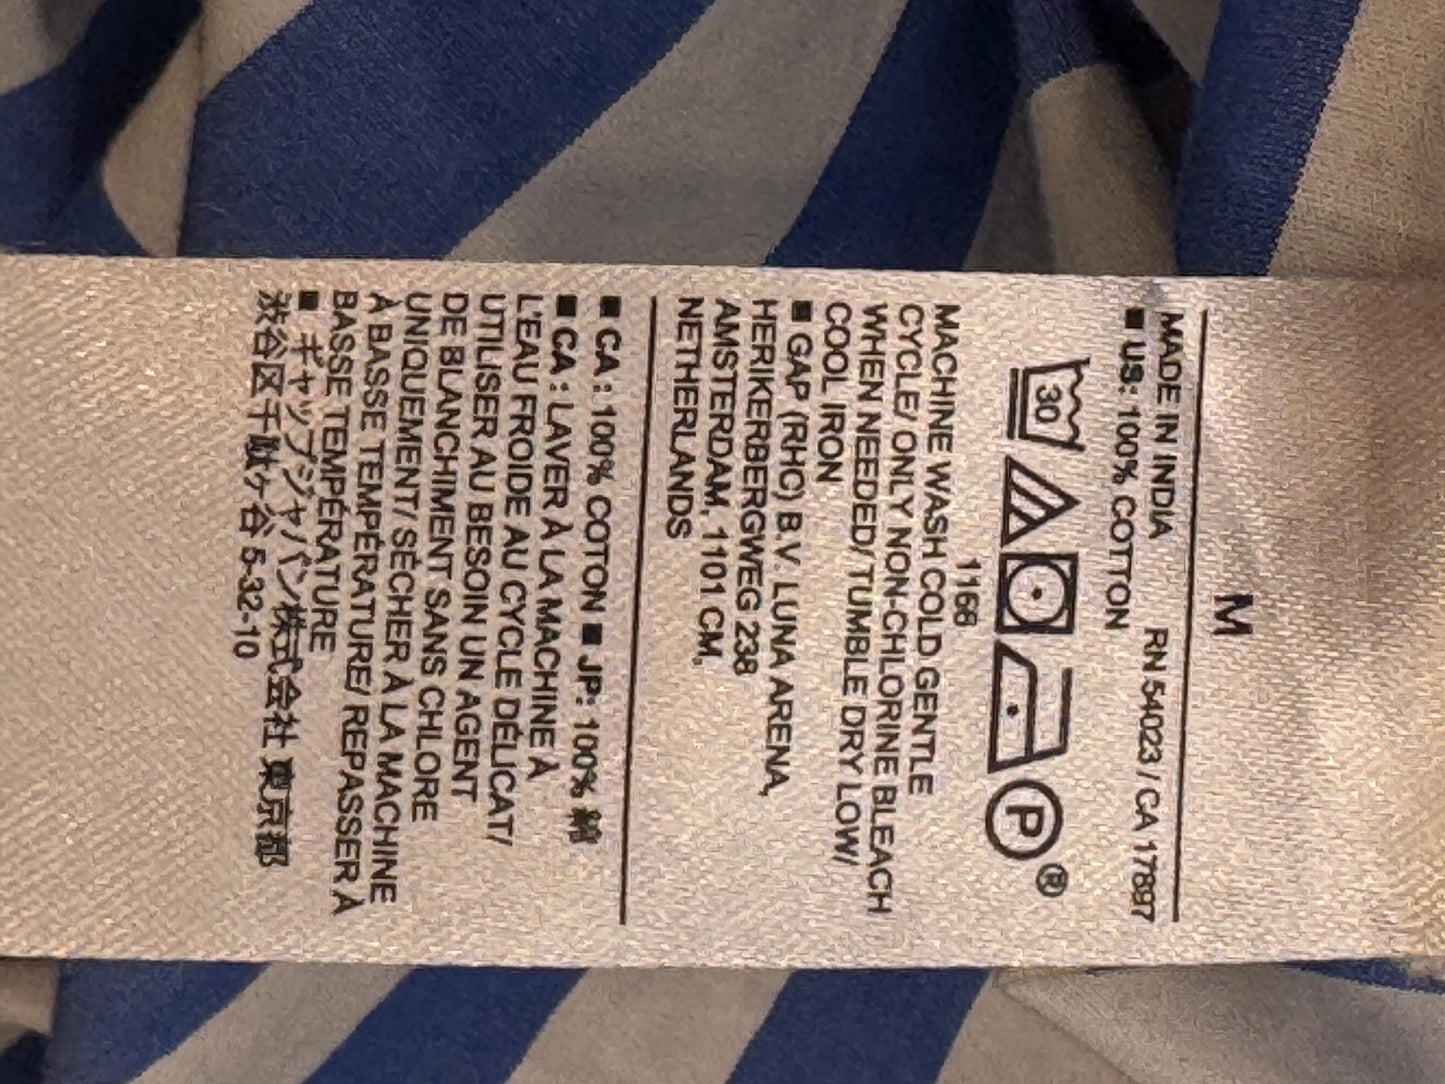 M
MADE IN INDIA RN 54023 / CA 17897
■ US: 100% COTTON
30 P ®
1168
MACHINE WASH COLD GENTLE
CYCLE/ ONLY NON-CHLORINE BLEACH
WHEN NEEDED/ TUMBLE DRY LOW/
COOL IRON
■ GAP (RHC) B.V. LUNA ARENA,
HERIKERBERGWEG 238
AMSTERDAM, 1101 CM,
NETHERLANDS
■ CA : 100% COTON ■ JP: 100% 綿
■ CA : LAVER À LA MACHINE À
L'EAU FROIDE AU CYCLE DÉLICAT/
UTILISER AU BESOIN UN AGENT
DE BLANCHIMENT SANS CHLORE
UNIQUEMENT/ SÉCHER À LA MACHINE
À BASSE TEMPÉRATURE/ REPASSER À
BASSE TEMPÉRATURE
■ ギャップジャパン株式会社 東京都
渋谷区千駄ヶ谷 5-32-10